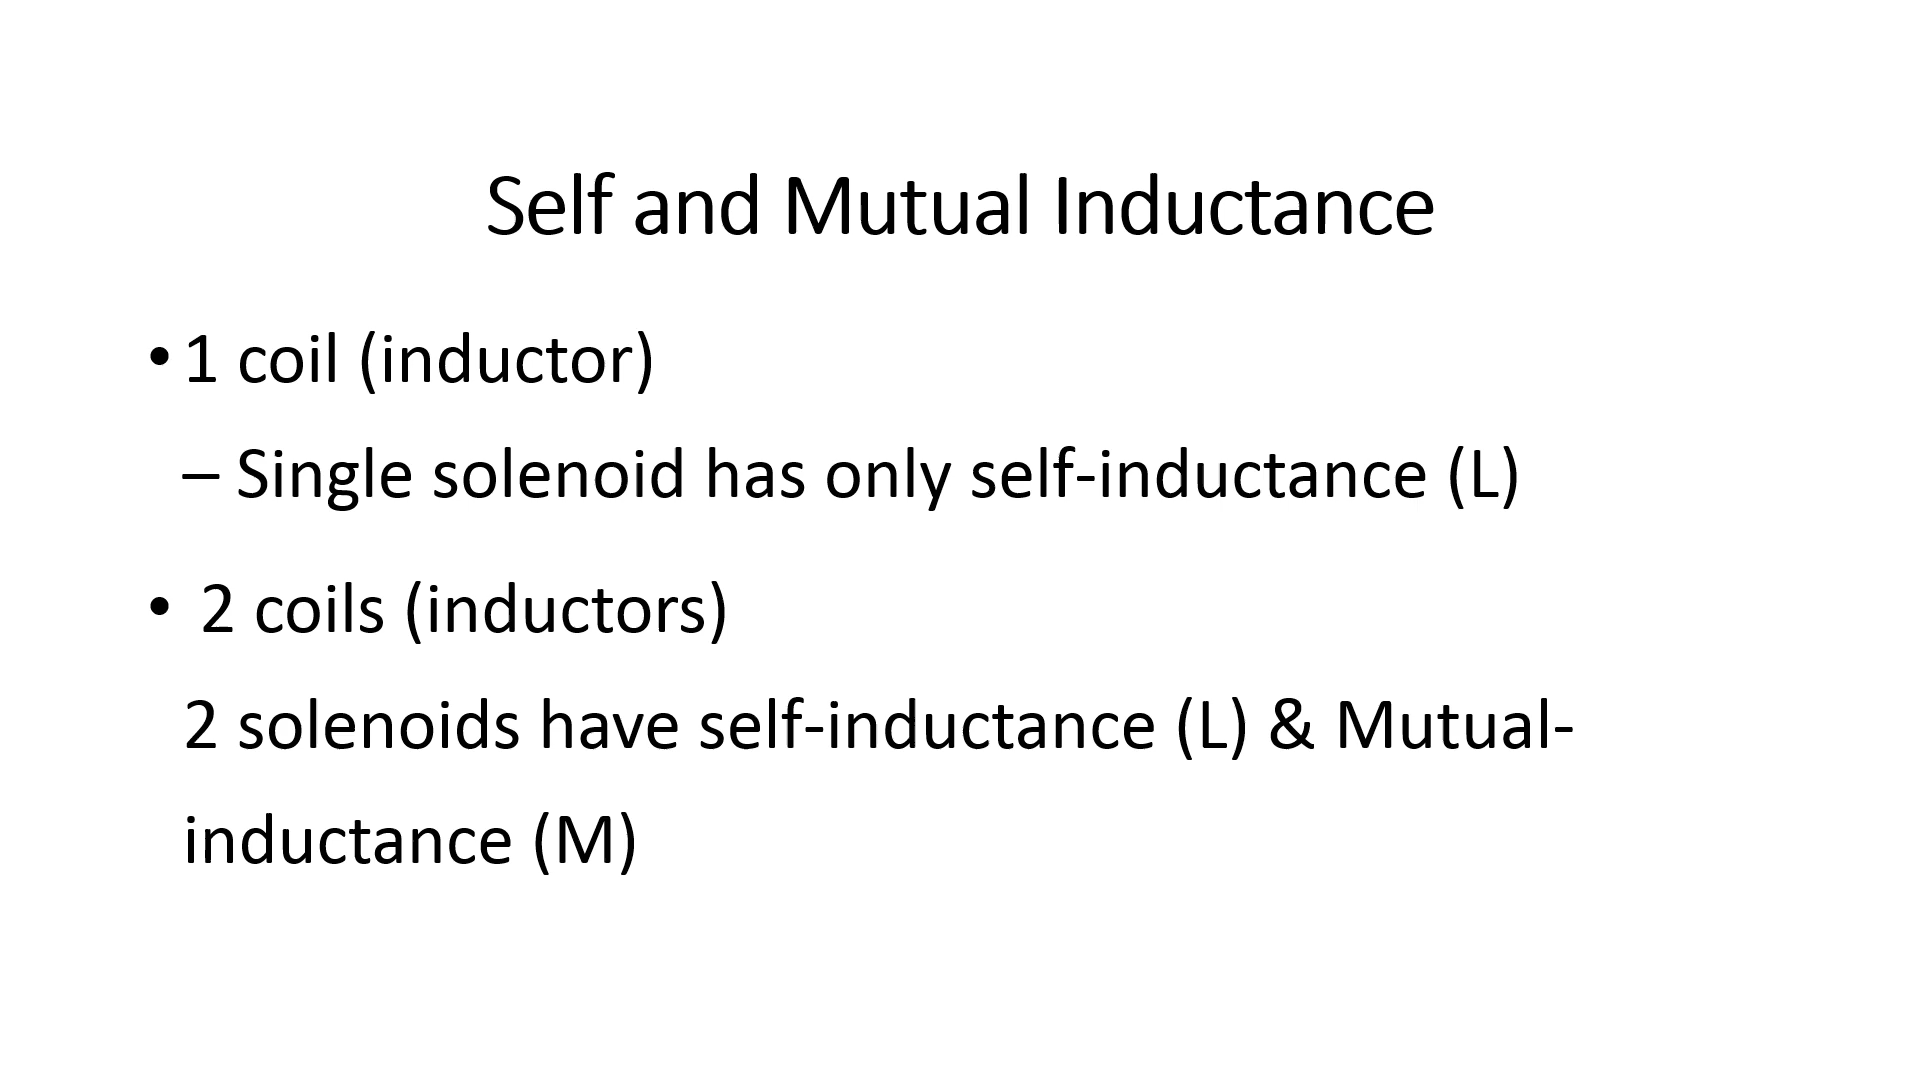 Self and Mutual Inductance
• 1 coil (inductor)
– Single solenoid has only self-inductance (L)
• 2 coils (inductors)
2 solenoids have self-inductance (L) & Mutual-
inductance (M)